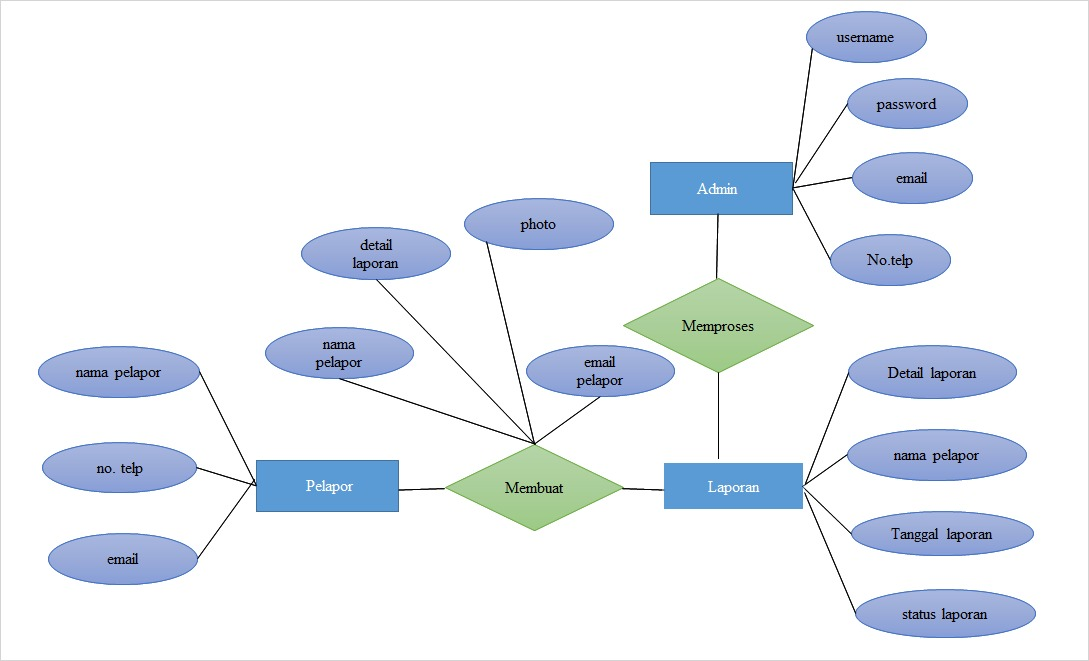 username
password
email
No.telp
Admin
photo
detail
laporan
Memproses
nama
pelapor
email
pelapor
nama pelapor
no. telp
email
Pelapor
Membuat
Laporan
Detail laporan
nama pelapor
Tanggal laporan
status laporan